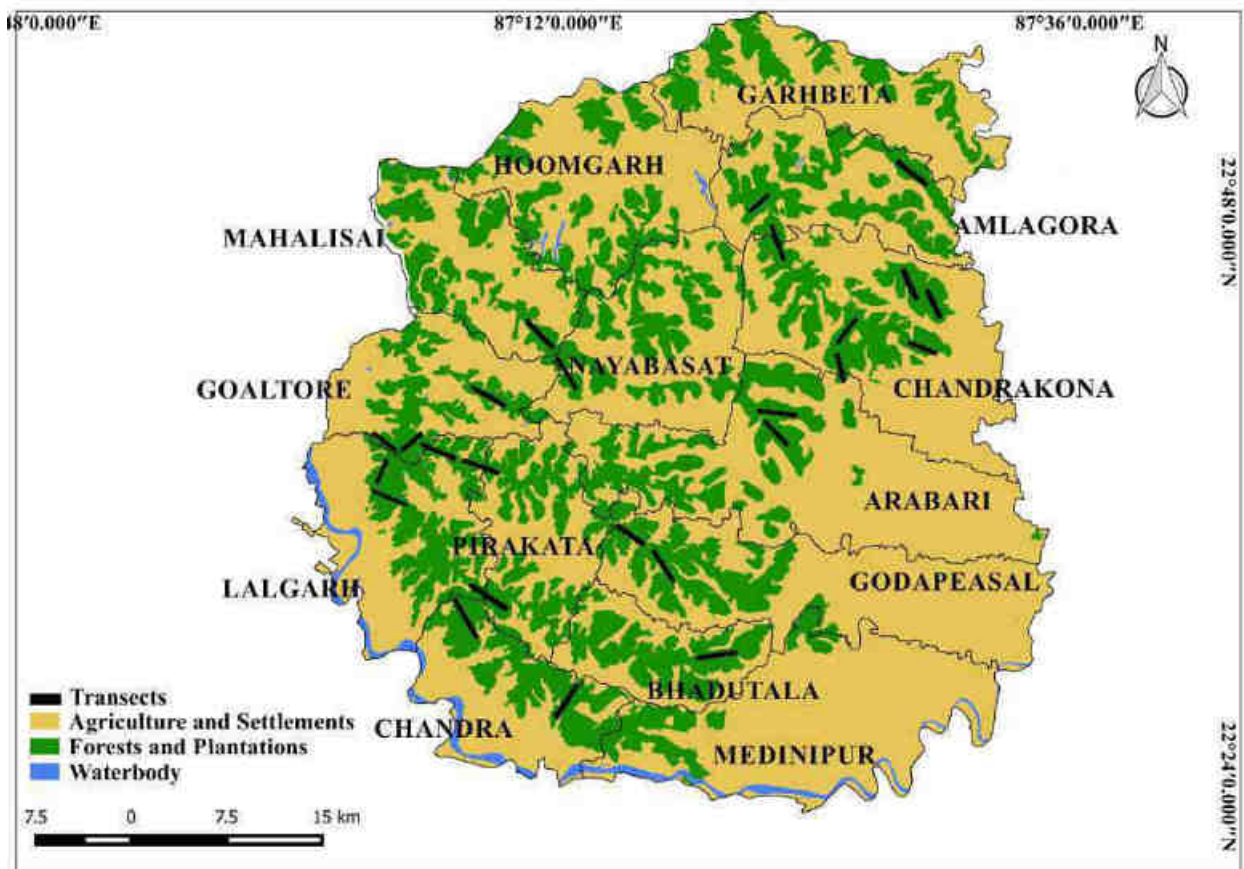 48'0.000"E
87°12'0.000"E
87°36'0.000"E
N
GARHBETA
HOOMGARH
22°48'0.000"N
AMLAGORA
MAHALISAI
NAYABASAT
GOALTORE
CHANDRAKONA
ARABARI
PIRAKATA
LALGARH
GODAPEASAL
BHADUTALA
CHANDRA
MEDINIPUR
22°24'0.000"N
Transects
Agriculture and Settlements
Forests and Plantations
Waterbody
7.5 0 7.5 15 km